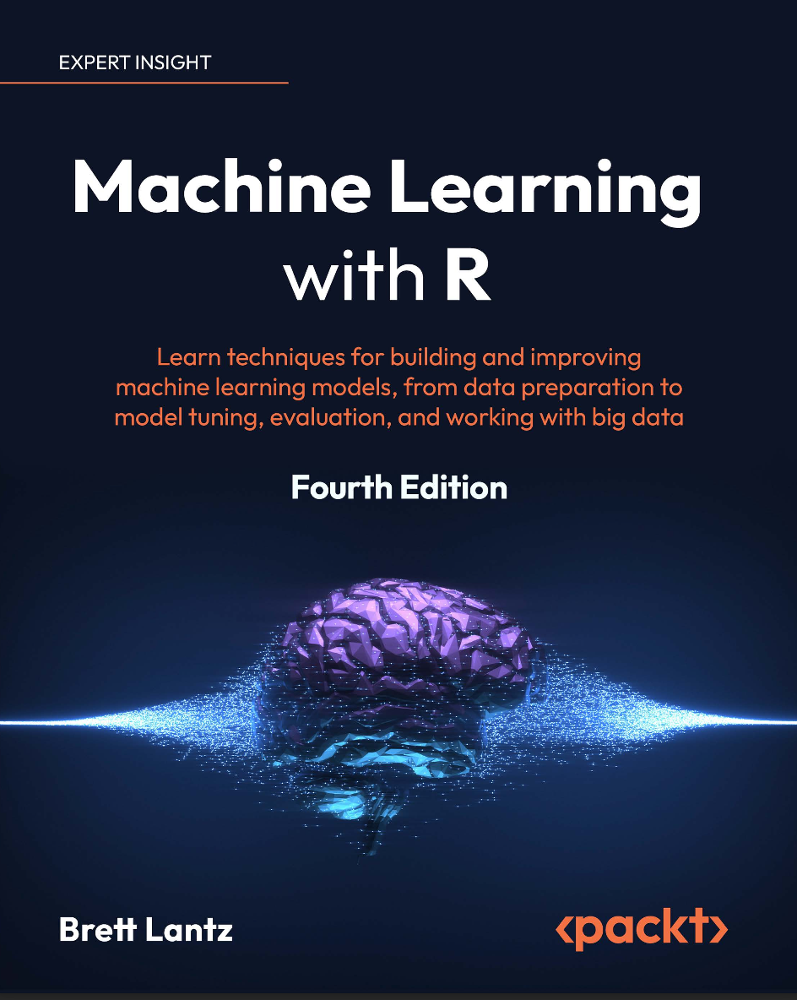 EXPERT INSIGHT
Machine Learning
with R
Learn techniques for building and improving
machine learning models, from data preparation to
model tuning, evaluation, and working with big data
Fourth Edition
Brett Lantz
<packt>